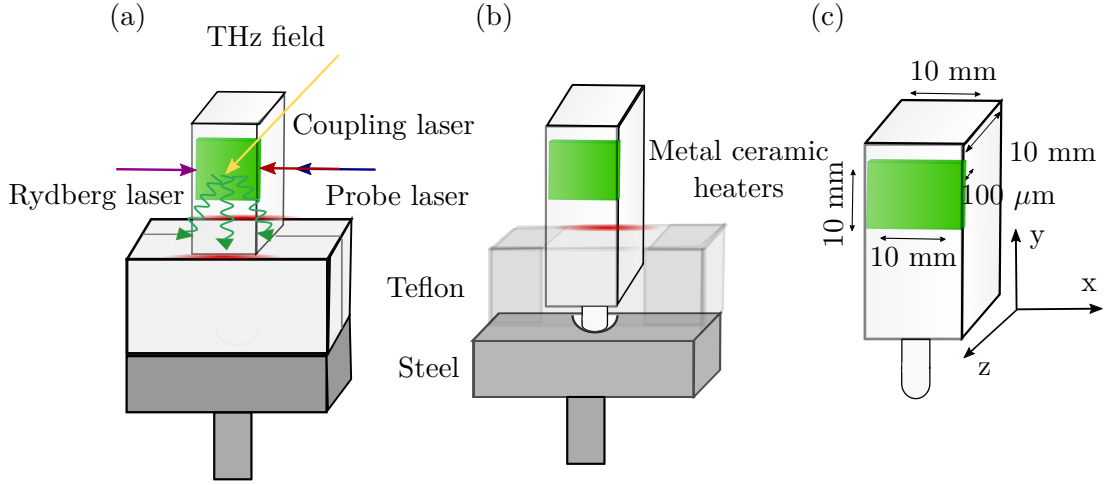 (a)
THz field
Coupling laser
Rydberg laser
Probe laser
(b)
Metal ceramic
heaters
Teflon
Steel
(c)
10 mm
10 mm
100 μm
10 mm
10 mm
y
x
z